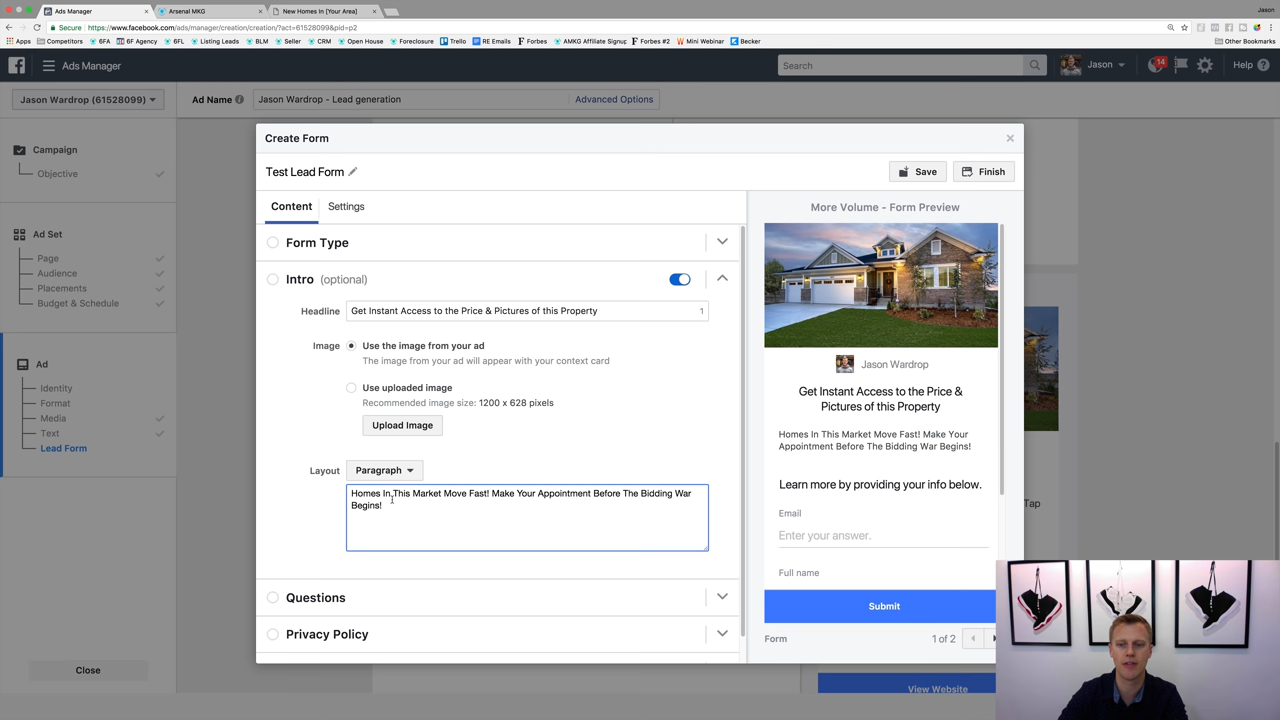 Ads Manager
Arsenal MKG
New Homes In [Your Area]
Jason
Secure
https://www.facebook.com/ads/manager/creation/creation/?act=61528099&pid=p2
Apps
Competitors
6FA
6F Agency
6FL
Listing Leads
BLM
Seller
CRM
Open House
Foreclosure
Trello
RE Emails
Forbes
AMKG Affiliate Signup
Forbes #2
Mini Webinar
Becker
Other Bookmarks
Ads Manager
Search
Jason
14
Help
Jason Wardrop (61528099)
Ad Name
Jason Wardrop - Lead generation
Advanced Options
Campaign
Objective
Ad Set
Page
Audience
Placements
Budget & Schedule
Ad
Identity
Format
Media
Text
Lead Form
Close
Create Form
Test Lead Form
Save
Finish
Content
Settings
Form Type
Intro (optional)
Headline
Get Instant Access to the Price & Pictures of this Property
1
Image
Use the image from your ad
The image from your ad will appear with your context card
Use uploaded image
Recommended image size: 1200 x 628 pixels
Upload Image
Layout
Paragraph
Homes In This Market Move Fast! Make Your Appointment Before The Bidding War
Begins!
Questions
Privacy Policy
More Volume - Form Preview
Jason Wardrop
Get Instant Access to the Price &
Pictures of this Property
Homes In This Market Move Fast! Make Your
Appointment Before The Bidding War Begins!
Learn more by providing your info below.
Email
Enter your answer.
Full name
Submit
Form
1 of 2
Tap
View Website